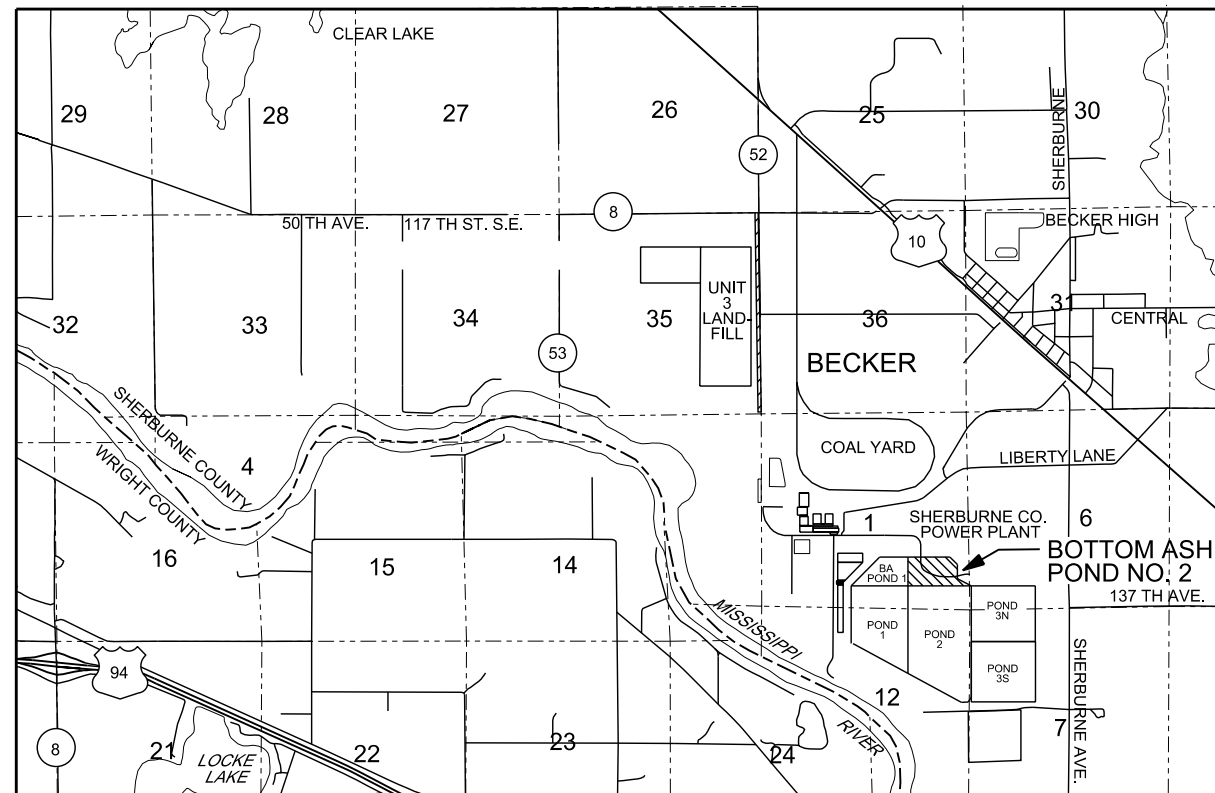 CLEAR LAKE
29
28
27
26
25
30
SHERBURNE
52
8
50 TH AVE.
117 TH ST. S.E.
BECKER HIGH
10
UNIT
3
LAND-
FILL
32
33
34
35
36
31
CENTRAL
53
BECKER
SHERBURNE COUNTY
WRIGHT COUNTY
4
COAL YARD
LIBERTY LANE
1
SHERBURNE CO.
POWER PLANT
6
16
15
14
BA
POND 1
BOTTOM ASH
POND NO. 2
137 TH AVE.
POND
1
POND
2
POND
3N
POND
3S
MISSISSIPPI
RIVER
94
12
SHERBURNE AVE.
7
8
21
LOCKE
LAKE
22
23
24